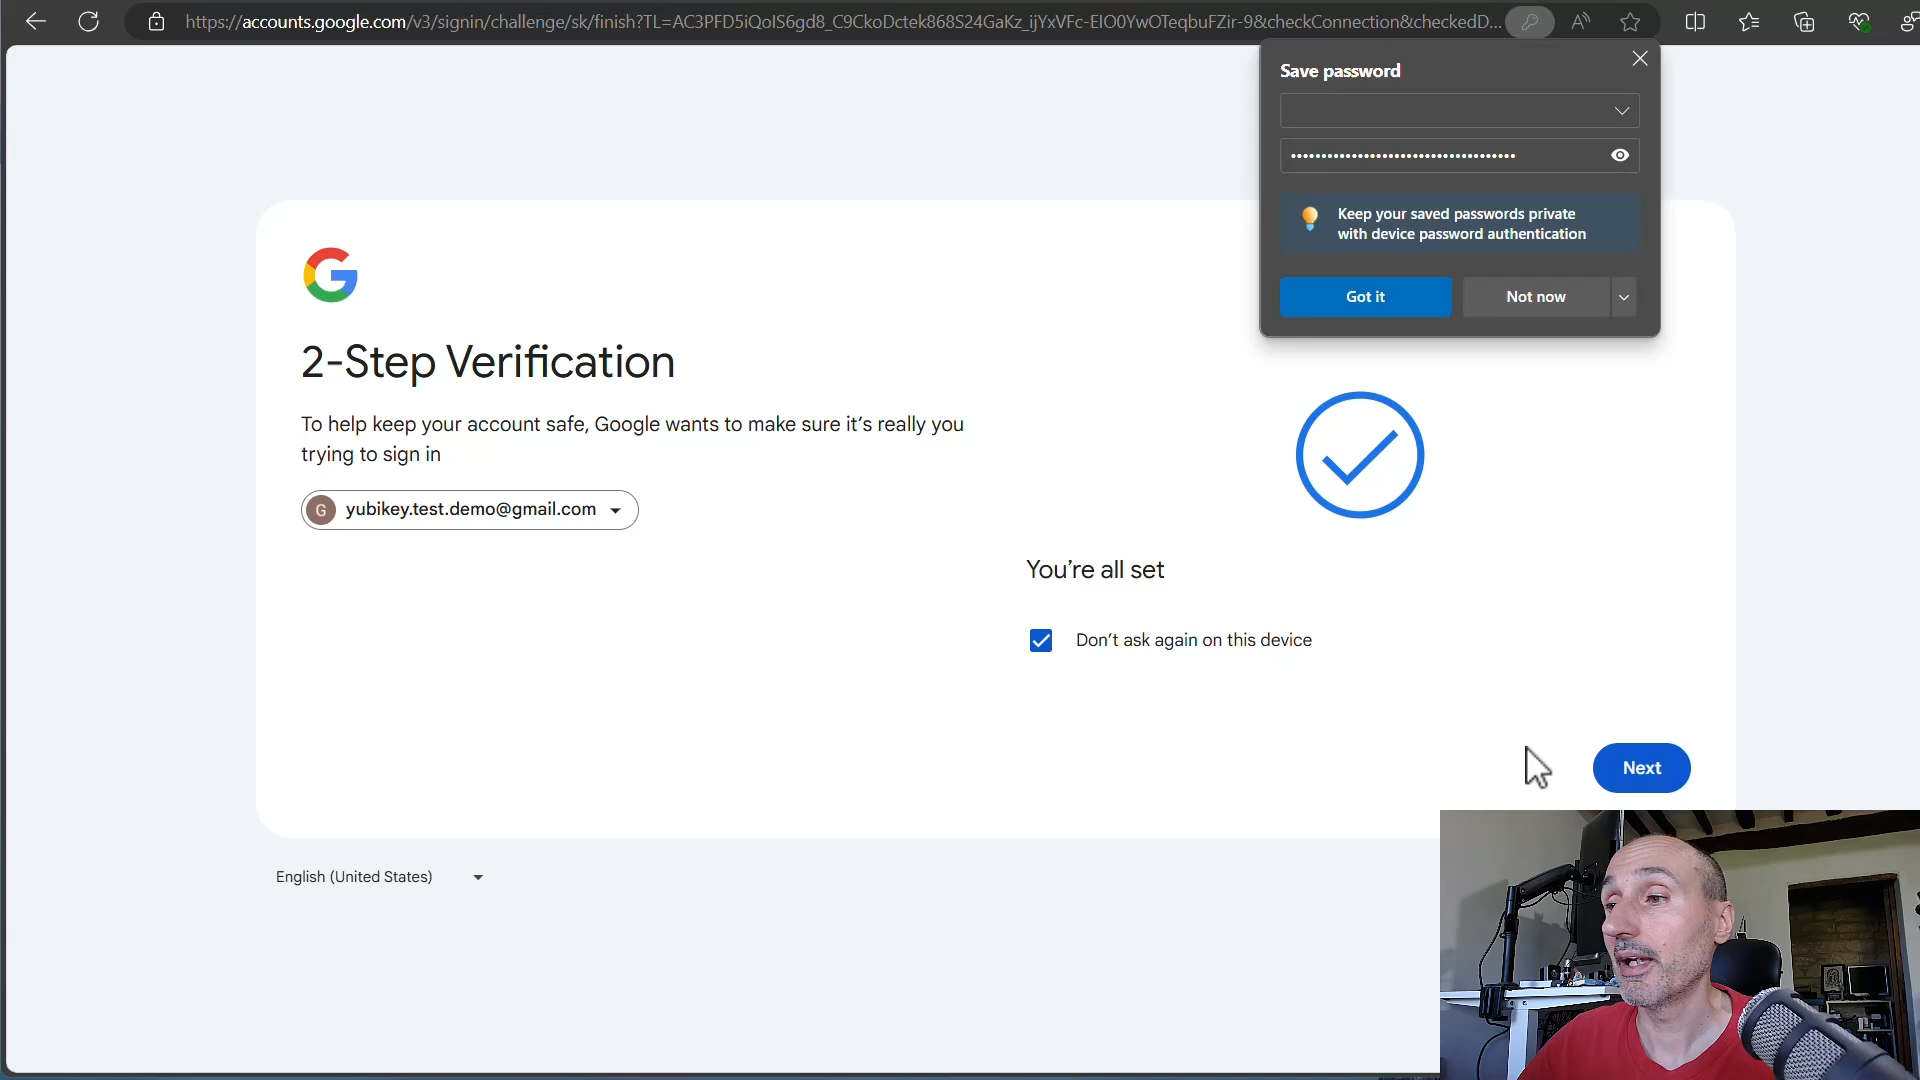 https://accounts.google.com/v3/signin/challenge/sk/finish?TL=AC3PFD5iQolS6gd8_C9CkoDctek868S24GaKz_ijYxVFc-EIO0YwOTeqbuFZir-9&checkConnection&checkedD...
Save password
•••••••••••••••••••••••••••••••••••••
Keep your saved passwords private
with device password authentication
Got it
Not now
2-Step Verification
To help keep your account safe, Google wants to make sure it’s really you
trying to sign in
G yubikey.test.demo@gmail.com
You’re all set
Don’t ask again on this device
Next
English (United States)